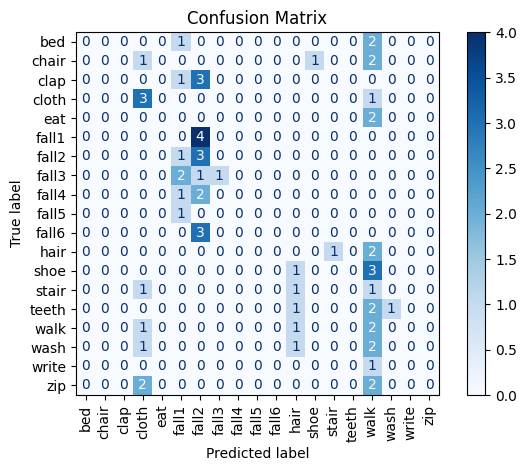 Confusion Matrix
True label
bed 0 0 0 0 0 1 0 0 0 0 0 0 0 0 0 2 0 0 0
chair 0 0 0 1 0 0 0 0 0 0 0 0 1 0 0 2 0 0 0
clap 0 0 0 0 0 1 3 0 0 0 0 0 0 0 0 0 0 0 0
cloth 0 0 0 3 0 0 0 0 0 0 0 0 0 0 0 1 0 0 0
eat 0 0 0 0 0 0 0 0 0 0 0 0 0 0 0 2 0 0 0
fall1 0 0 0 0 0 0 4 0 0 0 0 0 0 0 0 0 0 0 0
fall2 0 0 0 0 0 1 3 0 0 0 0 0 0 0 0 0 0 0 0
fall3 0 0 0 0 0 2 1 1 0 0 0 0 0 0 0 0 0 0 0
fall4 0 0 0 0 0 1 2 0 0 0 0 0 0 0 0 0 0 0 0
fall5 0 0 0 0 0 1 0 0 0 0 0 0 0 0 0 0 0 0 0
fall6 0 0 0 0 0 0 3 0 0 0 0 0 0 0 0 0 0 0 0
hair 0 0 0 0 0 0 0 0 0 0 0 0 0 1 0 2 0 0 0
shoe 0 0 0 0 0 0 0 0 0 0 0 1 0 0 0 3 0 0 0
stair 0 0 0 1 0 0 0 0 0 0 0 1 0 0 0 1 0 0 0
teeth 0 0 0 0 0 0 0 0 0 0 0 1 0 0 0 2 1 0 0
walk 0 0 0 1 0 0 0 0 0 0 0 1 0 0 0 2 0 0 0
wash 0 0 0 1 0 0 0 0 0 0 0 1 0 0 0 2 0 0 0
write 0 0 0 0 0 0 0 0 0 0 0 0 0 0 0 1 0 0 0
zip 0 0 0 2 0 0 0 0 0 0 0 0 0 0 0 2 0 0 0
bed chair clap cloth eat fall1 fall2 fall3 fall4 fall5 fall6 hair shoe stair teeth walk wash write zip
Predicted label
4.0
3.5
3.0
2.5
2.0
1.5
1.0
0.5
0.0